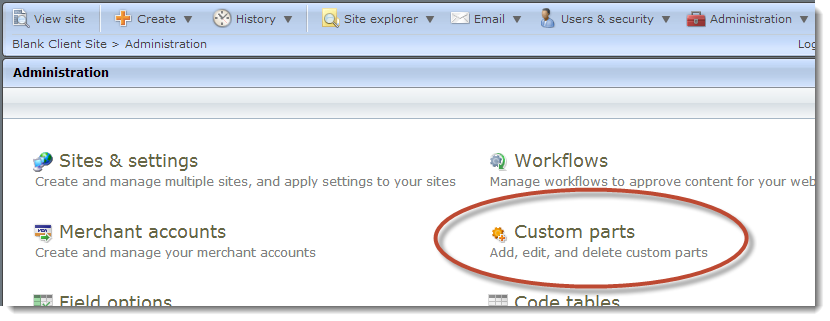 View site Create History Site explorer Email Users & security Administration
Blank Client Site > Administration Log
Administration
Sites & settings
Create and manage multiple sites, and apply settings to your sites
Workflows
Manage workflows to approve content for your web
Merchant accounts
Create and manage your merchant accounts
Custom parts
Add, edit, and delete custom parts
Field options
Code tables